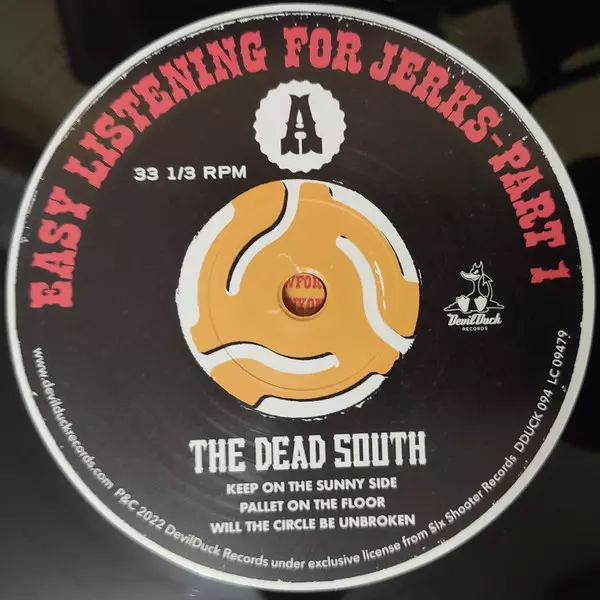 EASY LISTENING FOR JERKS-PART 1
A
33 1/3 RPM
DevilDuck
RECORDS
THE DEAD SOUTH
KEEP ON THE SUNNY SIDE
PALLET ON THE FLOOR
WILL THE CIRCLE BE UNBROKEN
www.devilduckrecords.com P&C 2022 DevilDuck Records under exclusive license from Six Shooter Records DDUCK 094 LC 09479